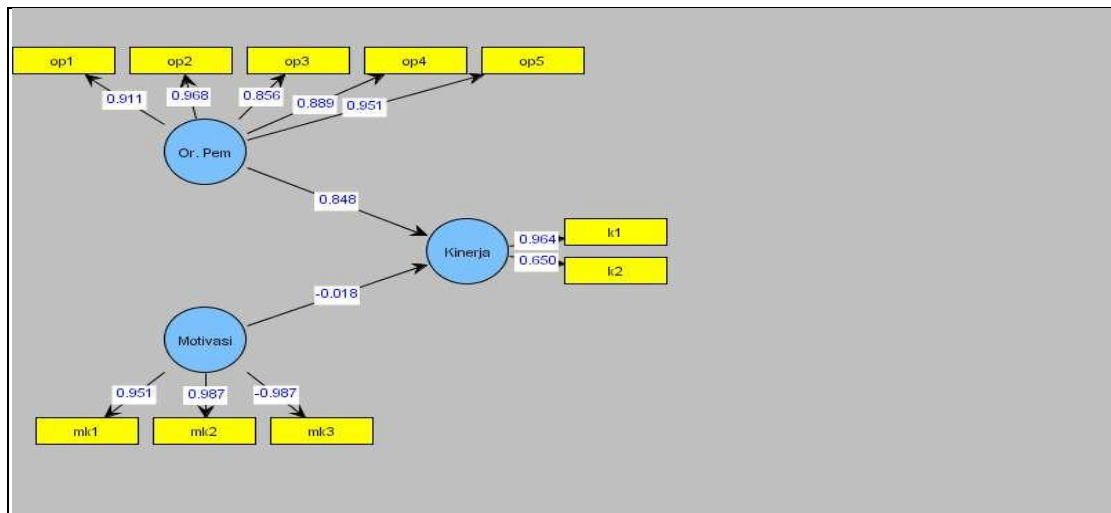 op1 op2 op3 op4 op5
0.911 0.968 0.856 0.889 0.951
Or. Pem
0.848
k1
0.964
Kinerja
0.650
k2
-0.018
Motivasi
0.951 0.987 -0.987
mk1 mk2 mk3